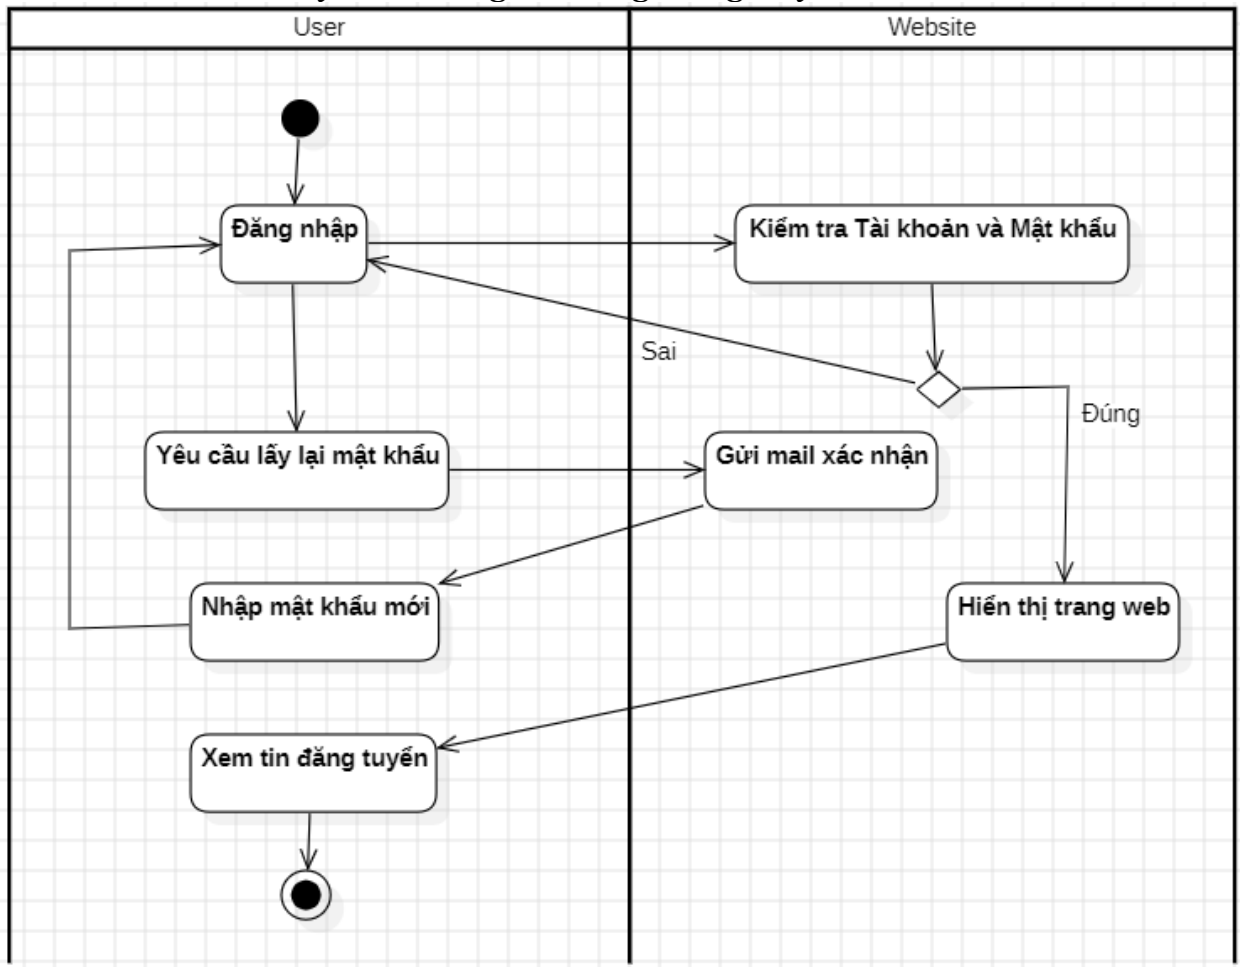 User
Website
Đăng nhập
Kiểm tra Tài khoản và Mật khẩu
Sai
Đúng
Yêu cầu lấy lại mật khẩu
Gửi mail xác nhận
Nhập mật khẩu mới
Hiển thị trang web
Xem tin đăng tuyển